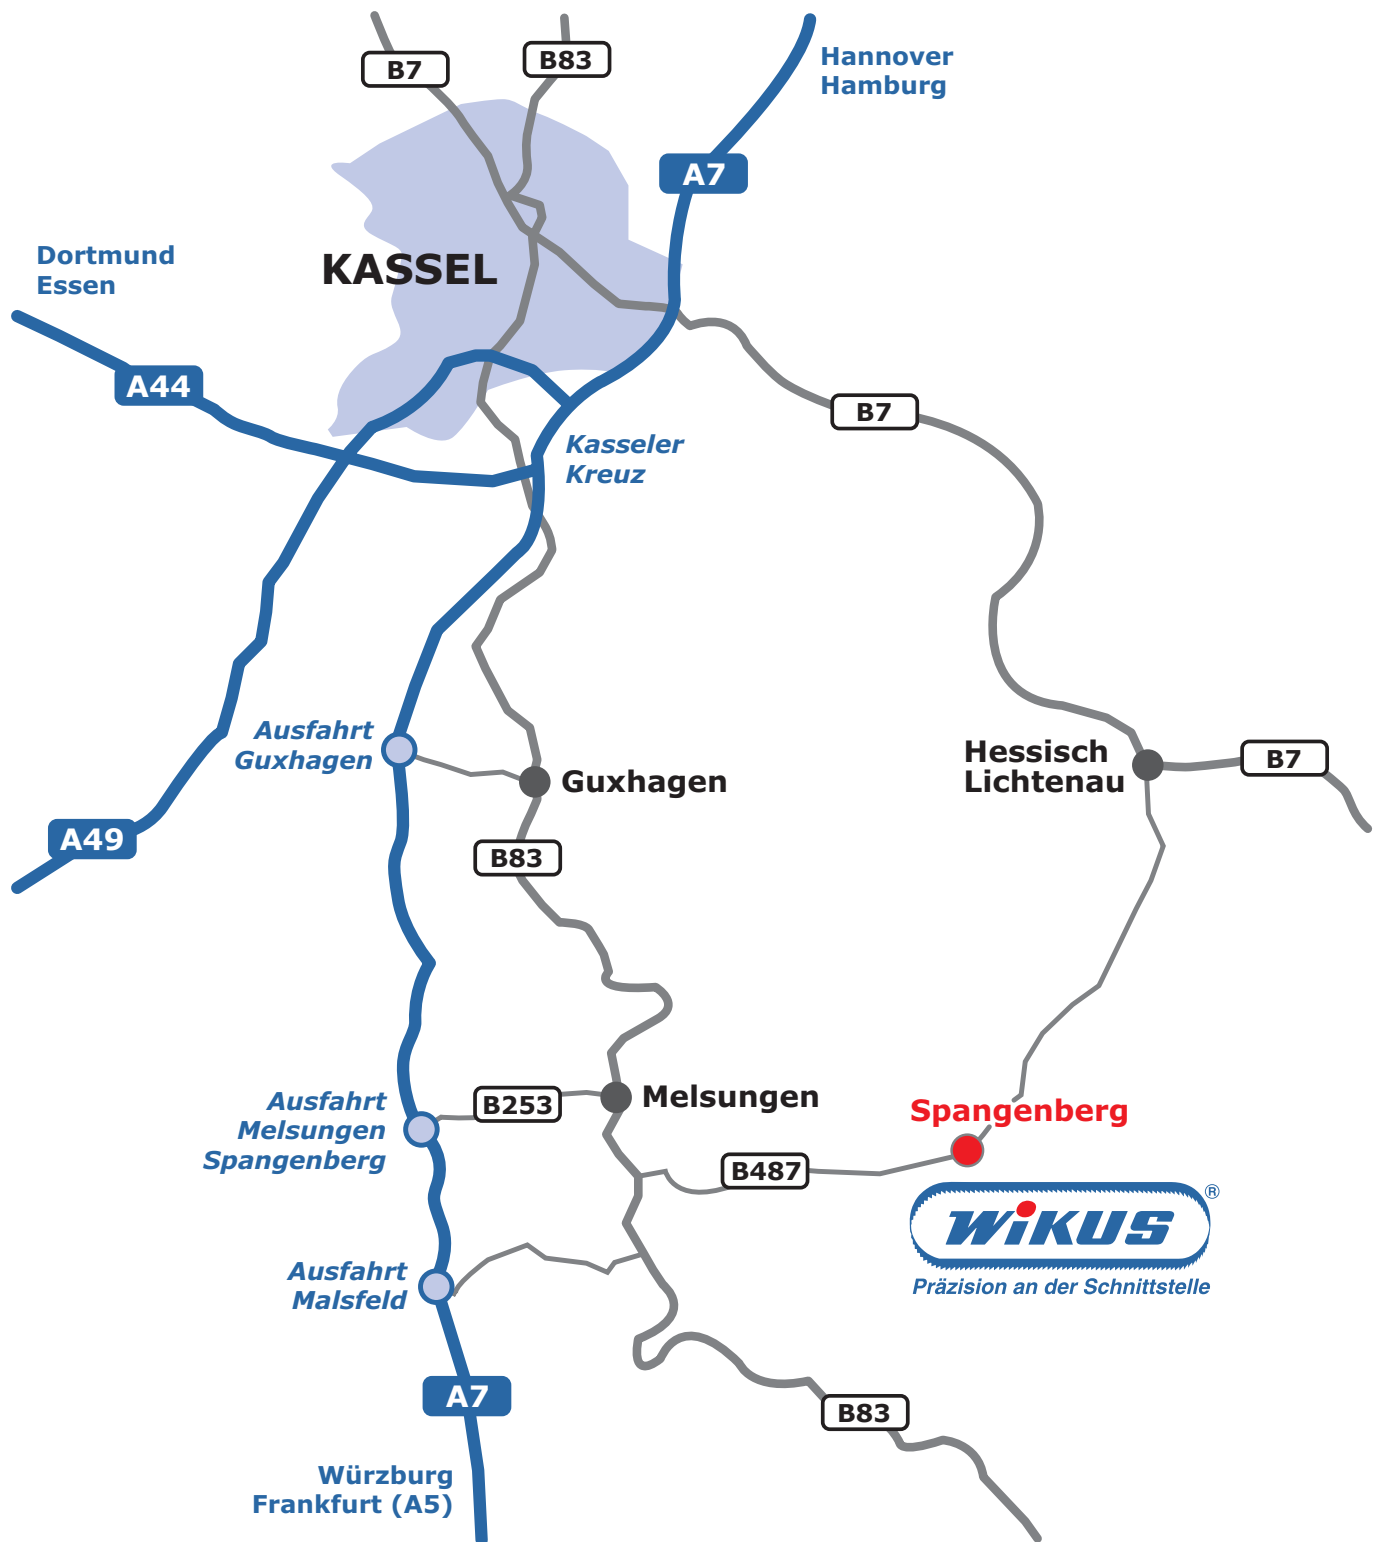 B7
B83
Hannover
Hamburg
A7
Dortmund
Essen
KASSEL
A44
B7
Kasseler
Kreuz
Ausfahrt
Guxhagen
Guxhagen
Hessisch
Lichtenau
B7
A49
B83
Ausfahrt
Melsungen
Spangenberg
B253
Melsungen
Spangenberg
B487
WiKUS ®
Präzision an der Schnittstelle
Ausfahrt
Malsfeld
A7
B83
Würzburg
Frankfurt (A5)